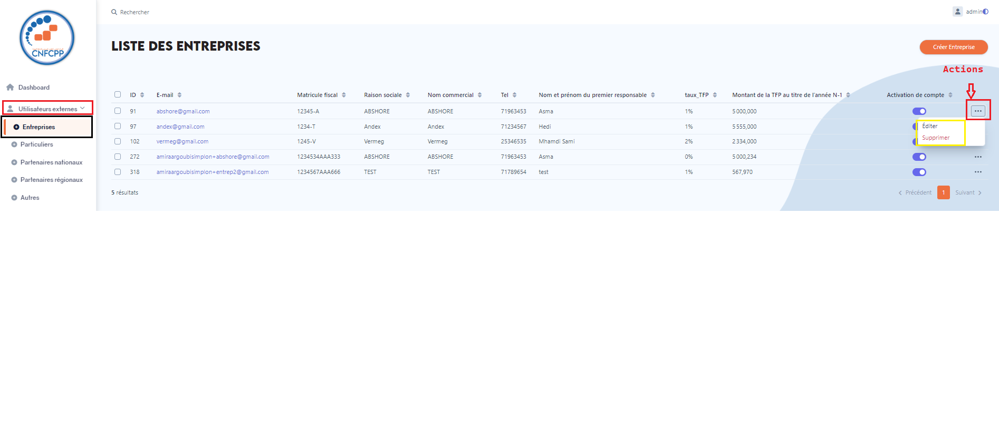 Rechercher
admin
CNFCPP
LISTE DES ENTREPRISES
Créer Entreprise
Actions
Dashboard
Utilisateurs externes
Entreprises
Particuliers
Partenaires nationaux
Partenaires régionaux
Autres
ID E-mail Matricule fiscal Raison sociale Nom commercial Tel Nom et prénom du premier responsable taux_TFP Montant de la TFP au titre de l'année N-1 Activation de compte
91 abshore@gmail.com 12345-A ABSHORE ABSHORE 71963453 Asma 1% 5 000,000 ...
97 andex@gmail.com 1234-T Andex Andex 71234567 Hedi 1% 5 555,000
Éditer
102 vermeg@gmail.com 1245-V Vermeg Vermeg 25346535 Mhamdi Sami 2% 2 334,000
Supprimer
272 amiraargoubisimplon+abshore@gmail.com 1234534AAA333 ABSHORE ABSHORE 71963453 Asma 0% 5 000,234 ...
318 amiraargoubisimplon+entrep2@gmail.com 1234567AAA666 TEST TEST 71789654 test 1% 567,970 ...
5 résultats
Précédent 1 Suivant